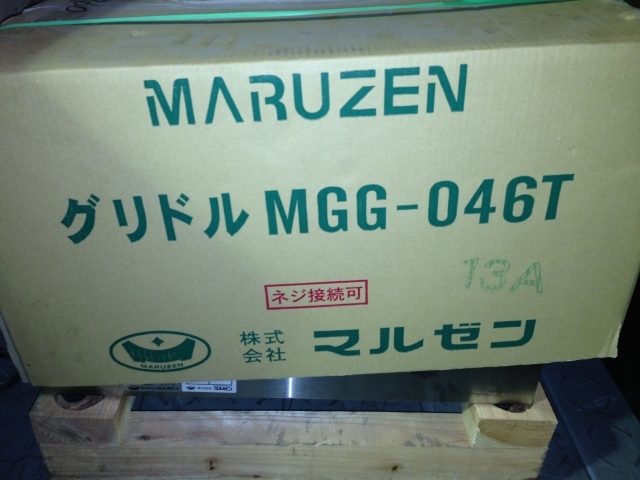 MARUZEN
グリドル MGG-046T
13A
ネジ接続可
MARUZEN
株式会社 マルゼン